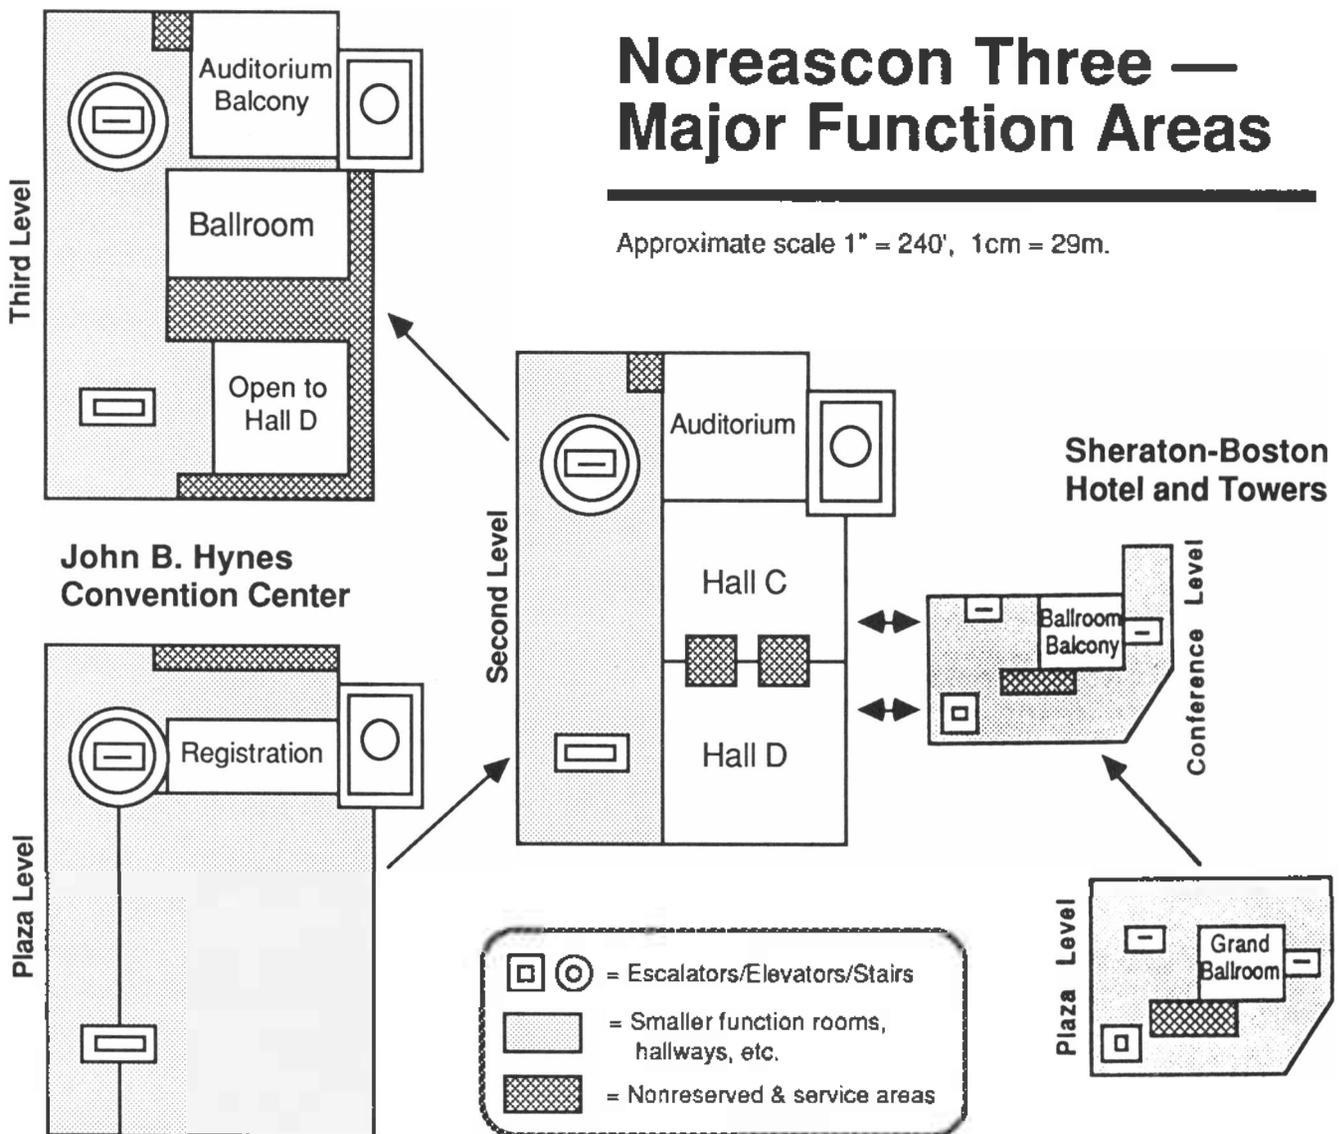 Noreascon Three —
Major Function Areas
Approximate scale 1" = 240', 1cm = 29m.
Third Level
Auditorium
Balcony
Ballroom
Open to
Hall D
John B. Hynes
Convention Center
Second Level
Auditorium
Hall C
Hall D
Sheraton-Boston
Hotel and Towers
Conference Level
Ballroom
Balcony
Plaza Level
Registration
Plaza Level
Grand
Ballroom
= Escalators/Elevators/Stairs
= Smaller function rooms,
hallways, etc.
= Nonreserved & service areas